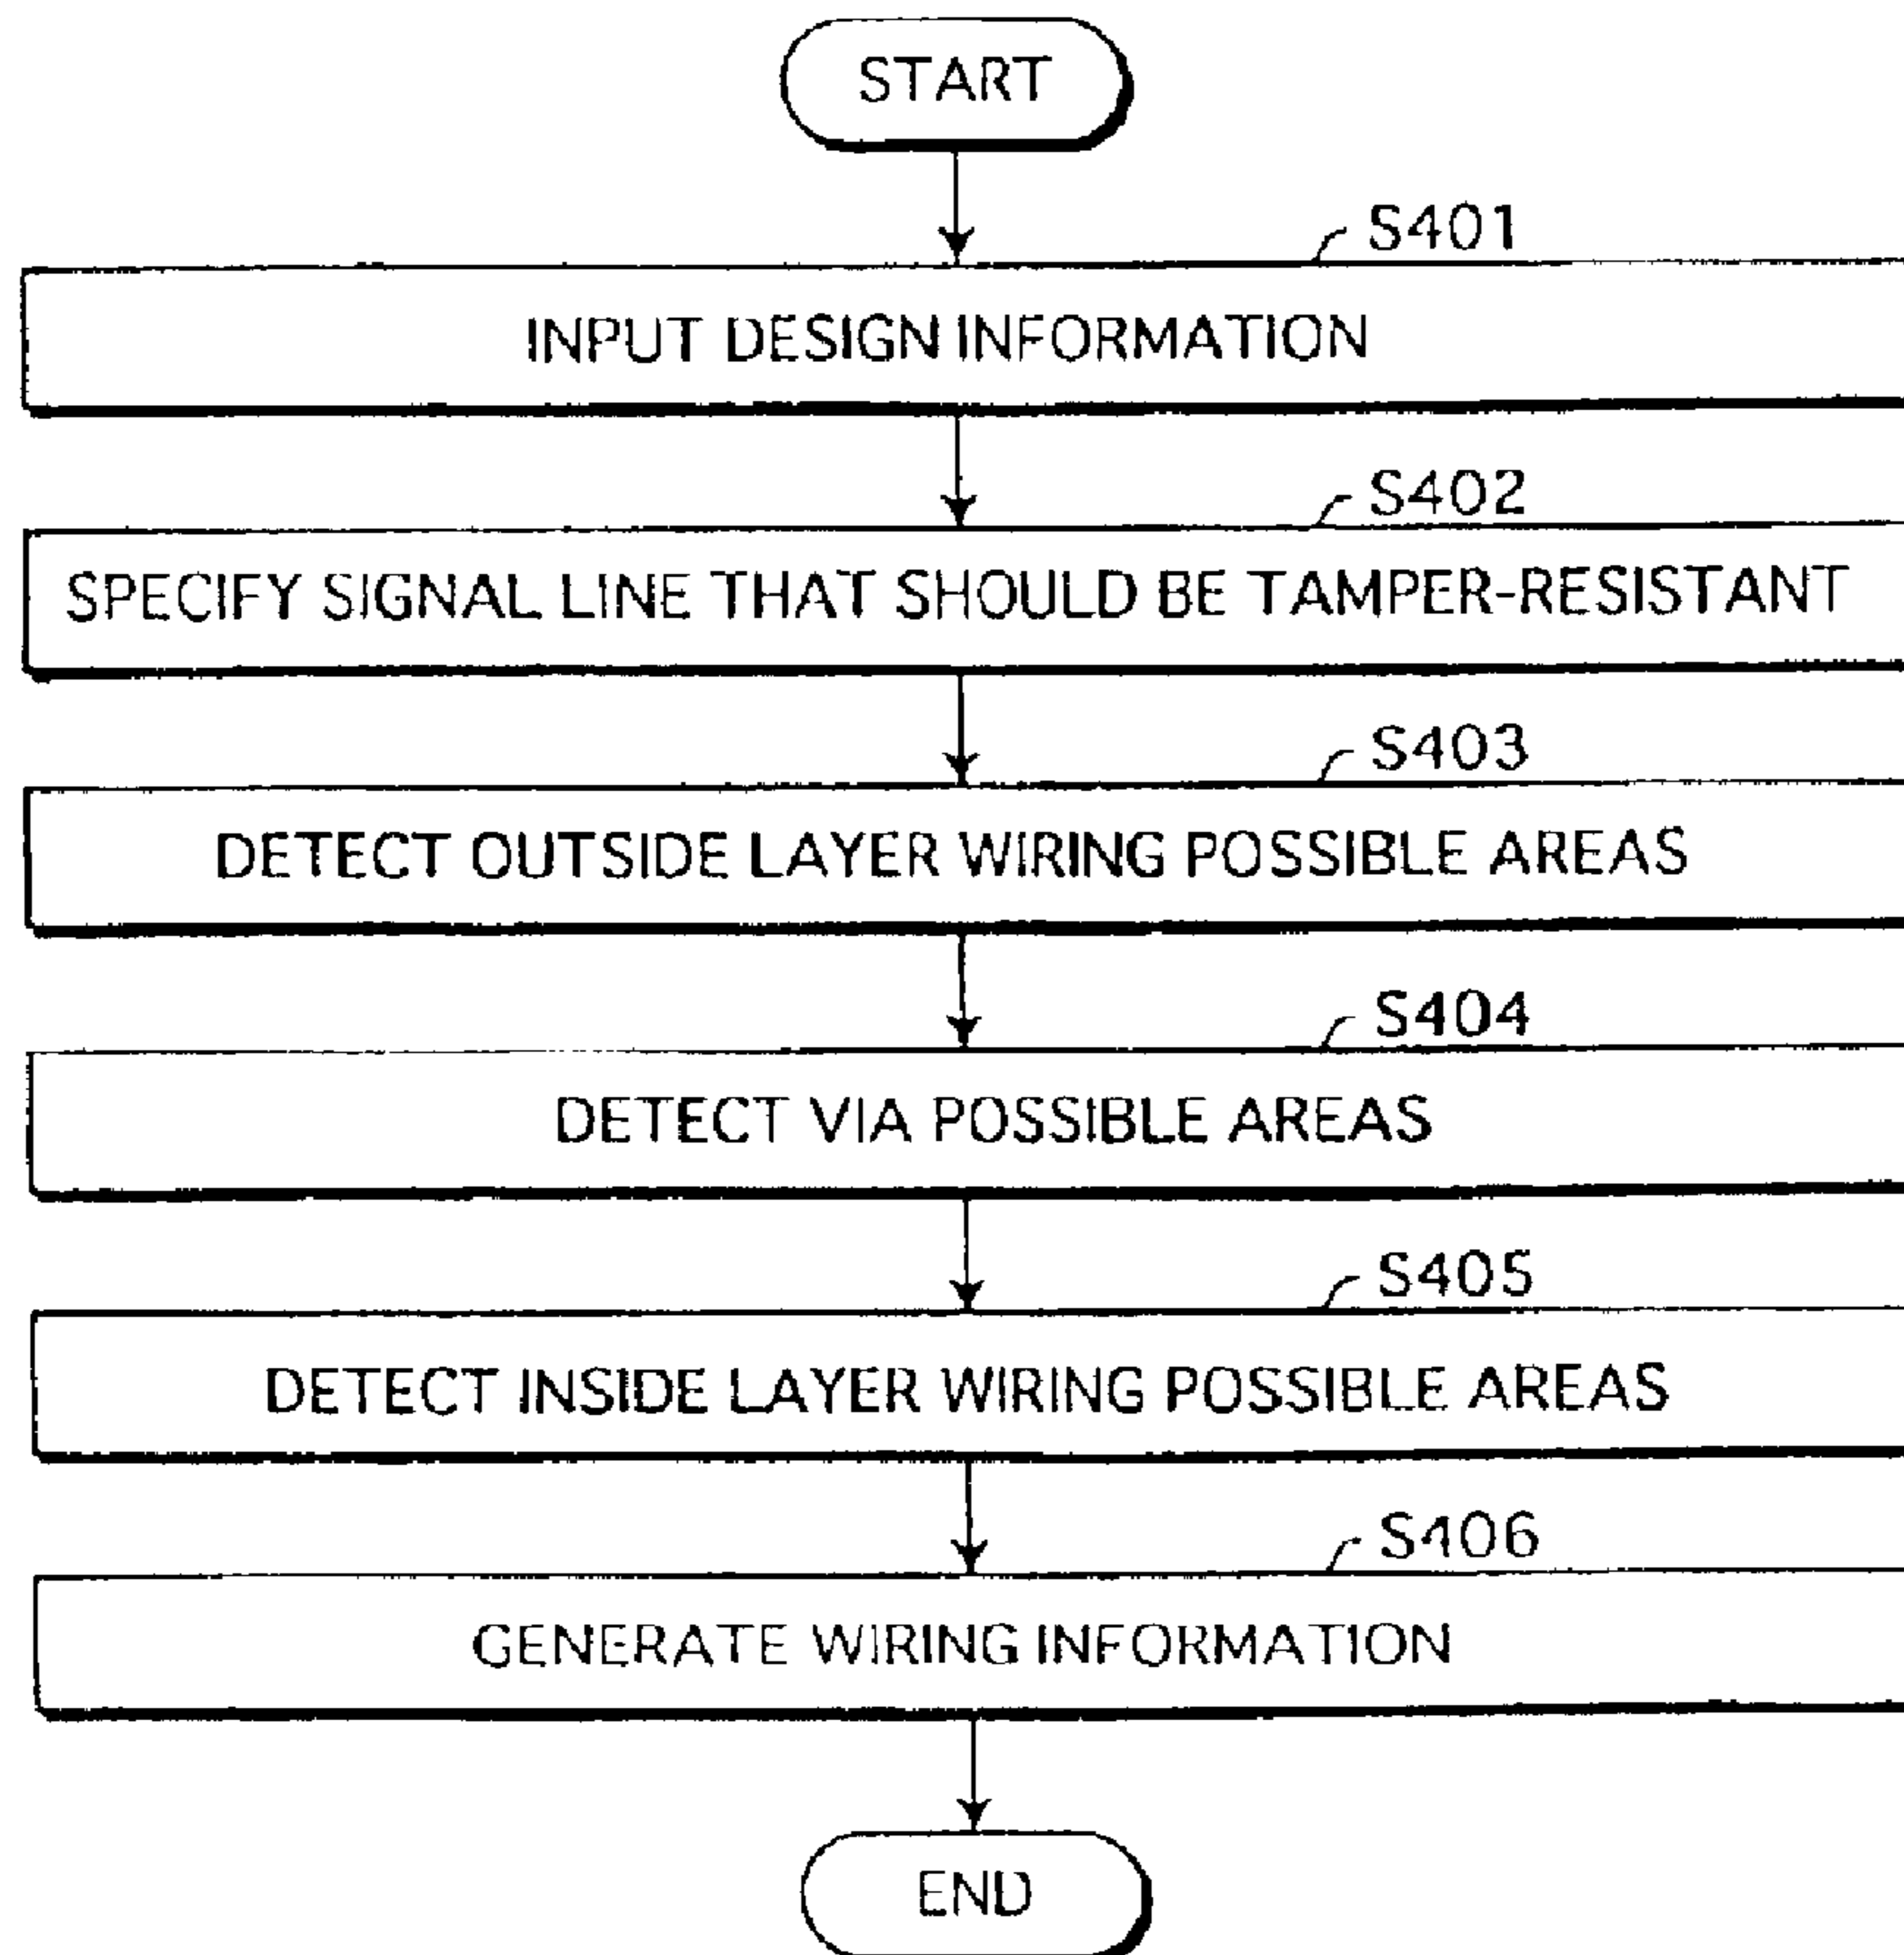 START
S401
INPUT DESIGN INFORMATION
S402
SPECIFY SIGNAL LINE THAT SHOULD BE TAMPER-RESISTANT
S403
DETECT OUTSIDE LAYER WIRING POSSIBLE AREAS
S404
DETECT VIA POSSIBLE AREAS
S405
DETECT INSIDE LAYER WIRING POSSIBLE AREAS
S406
GENERATE WIRING INFORMATION
END